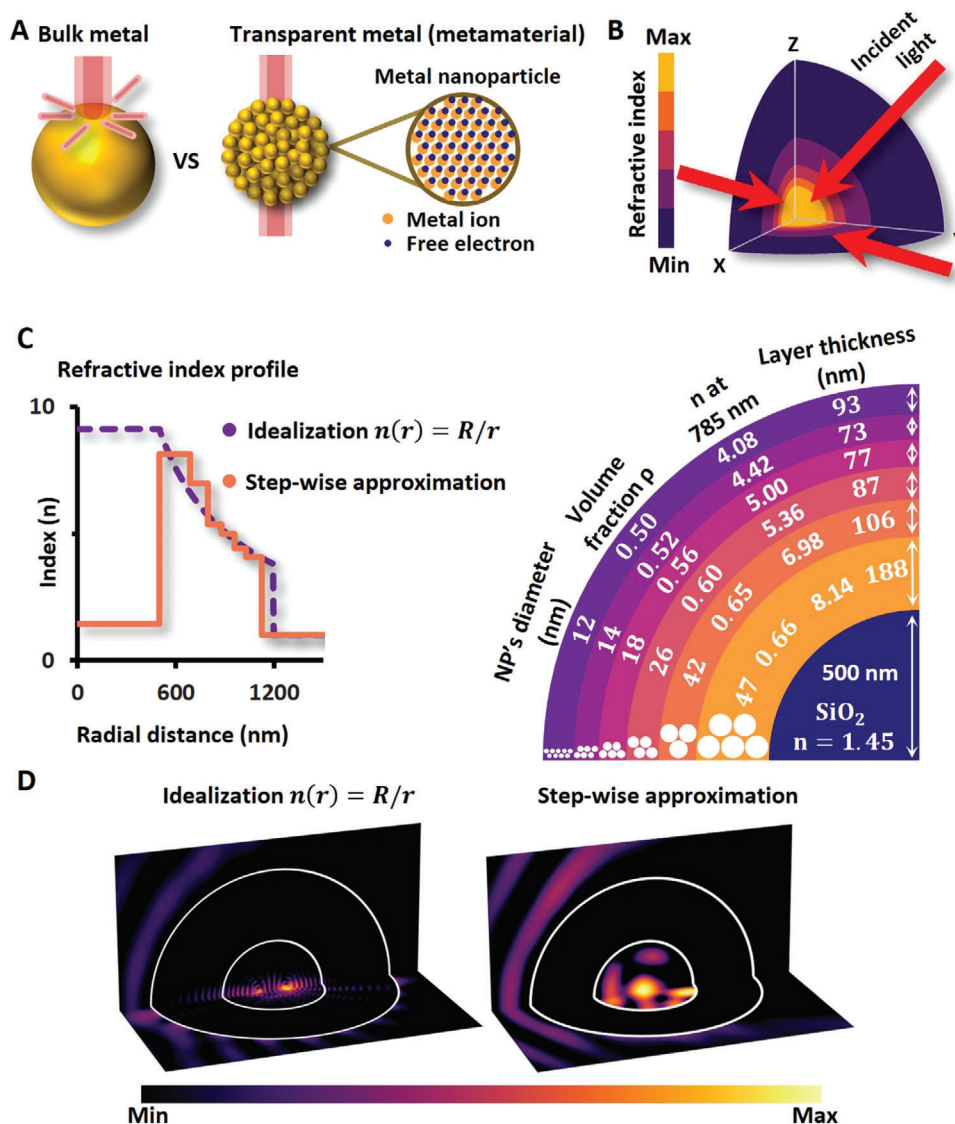 A
Bulk metal
VS
Transparent metal (metamaterial)
Metal nanoparticle
Metal ion
Free electron
B
Max
Refractive index
Min
Z
Incident
light
X
C
Refractive index profile
10
Index (n)
0
0
600
1200
Radial distance (nm)
Idealization n(r) = R/r
Step-wise approximation
Layer thickness
(nm)
n at
785 nm
Volume
fraction ρ
NP's diameter
(nm)
93
73
77
87
106
188
4.08
4.42
5.00
5.36
6.98
8.14
0.50
0.52
0.56
0.60
0.65
0.66
12
14
18
26
42
47
500 nm
SiO₂
n = 1.45
D
Idealization n(r) = R/r
Step-wise approximation
Min
Max